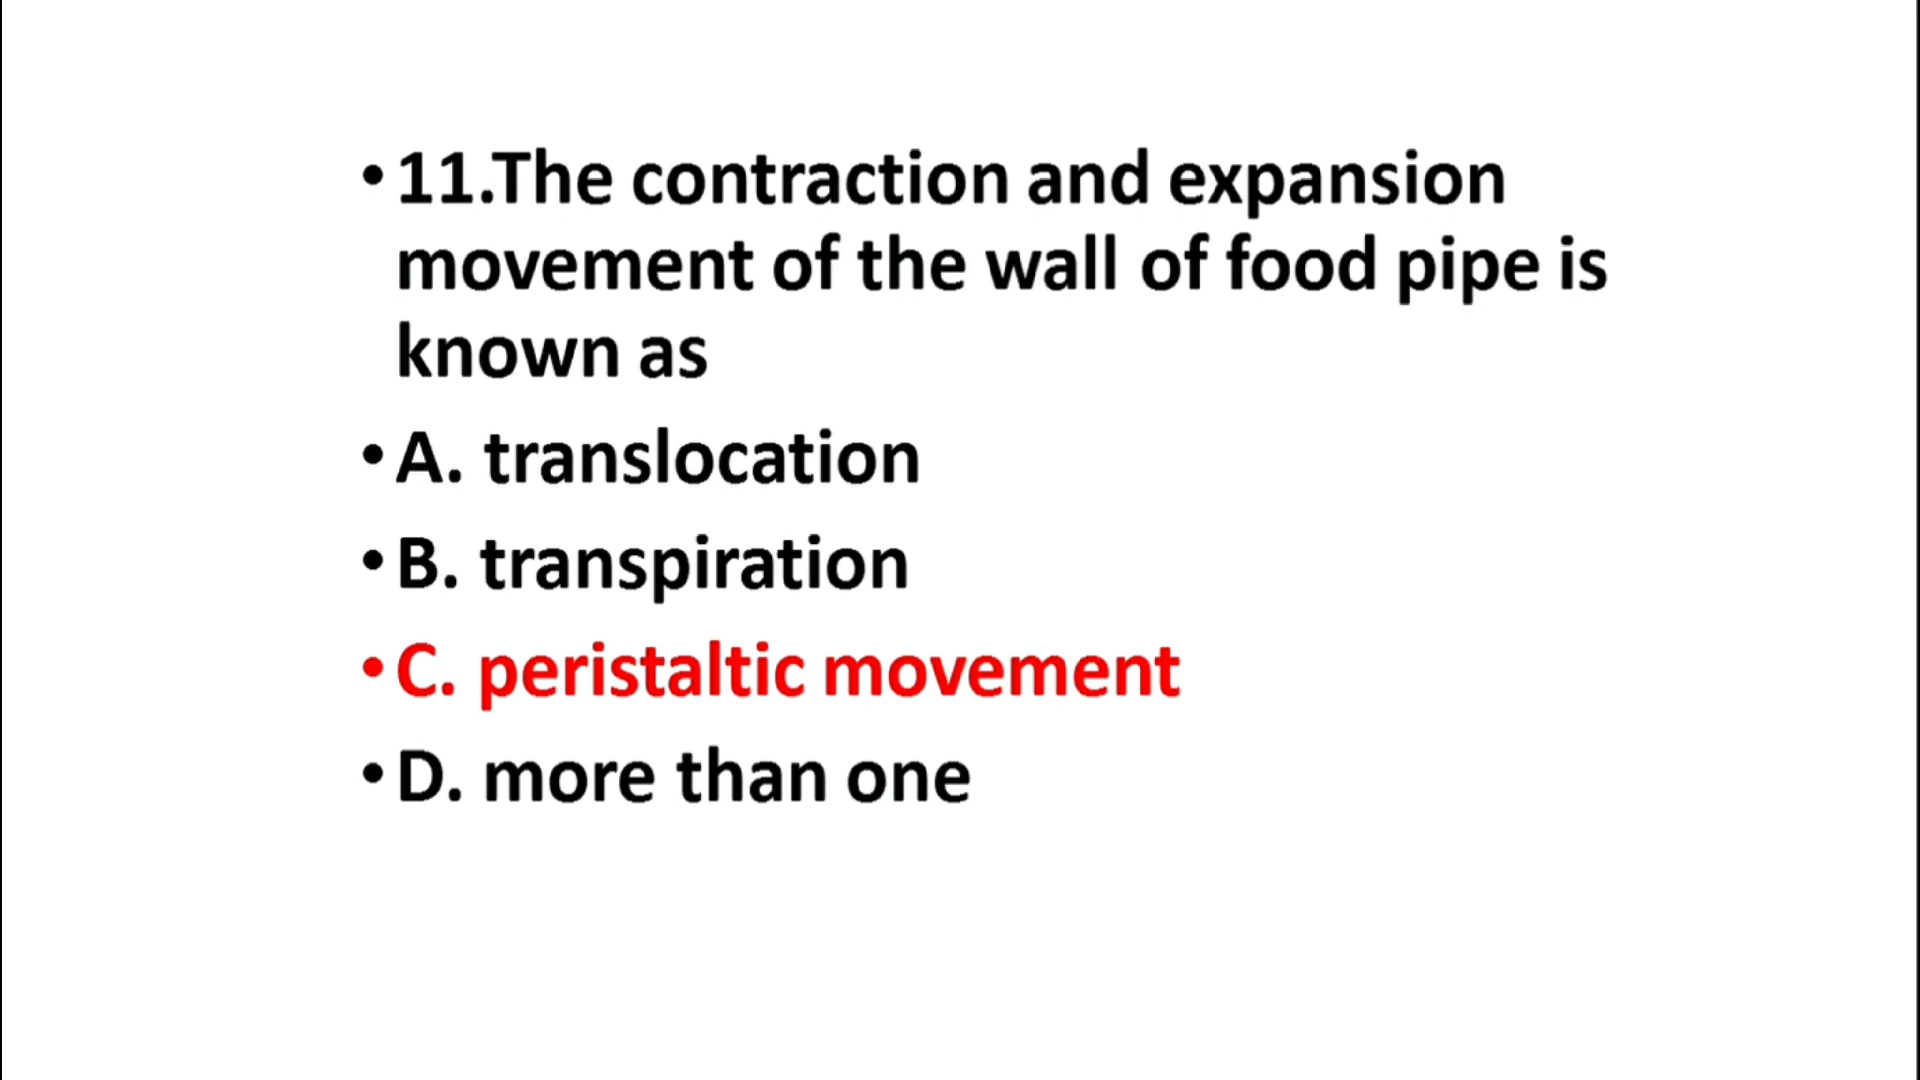 • 11.The contraction and expansion
movement of the wall of food pipe is
known as
• A. translocation
• B. transpiration
• C. peristaltic movement
• D. more than one